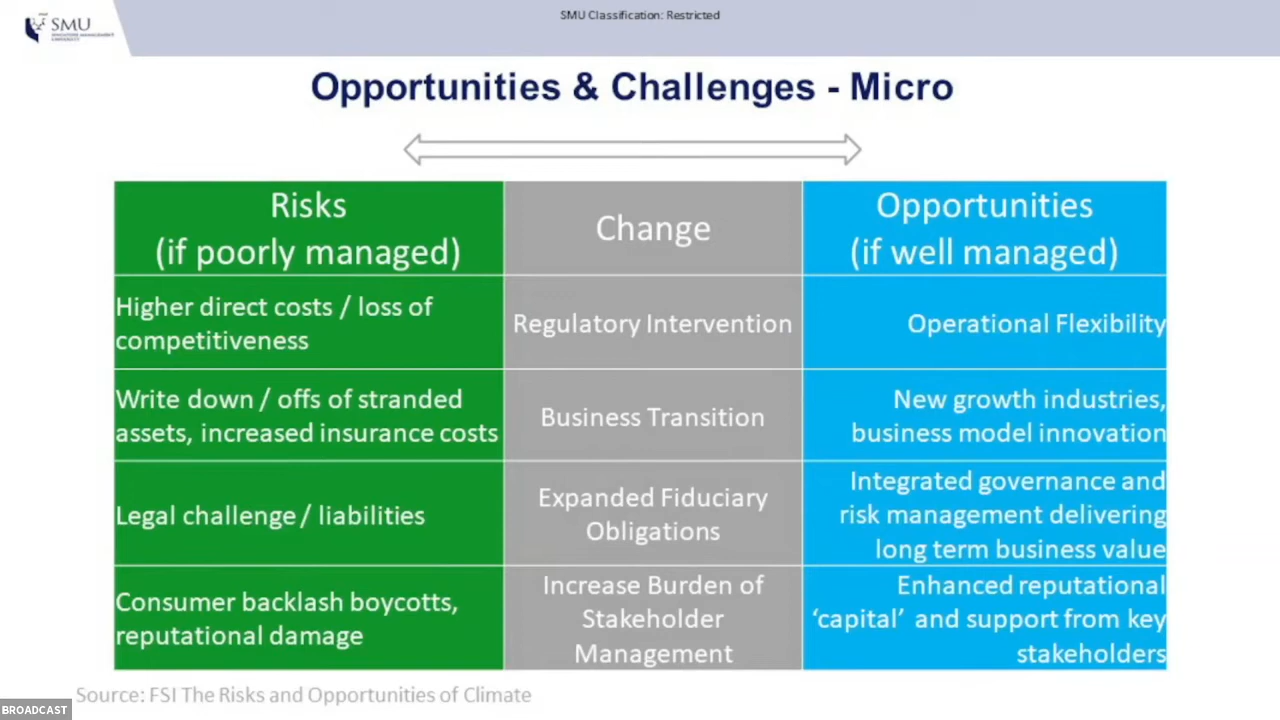 SMU Classification: Restricted
SMU
SINGAPORE MANAGEMENT
UNIVERSITY
Opportunities & Challenges - Micro
Risks
(if poorly managed)
Change
Opportunities
(if well managed)
Higher direct costs / loss of
competitiveness
Regulatory Intervention
Operational Flexibility
Write down / offs of stranded
assets, increased insurance costs
Business Transition
New growth industries,
business model innovation
Legal challenge / liabilities
Expanded Fiduciary
Obligations
Integrated governance and
risk management delivering
long term business value
Consumer backlash boycotts,
reputational damage
Increase Burden of
Stakeholder
Management
Enhanced reputational
‘capital’ and support from key
stakeholders
Source: FSI The Risks and Opportunities of Climate
BROADCAST